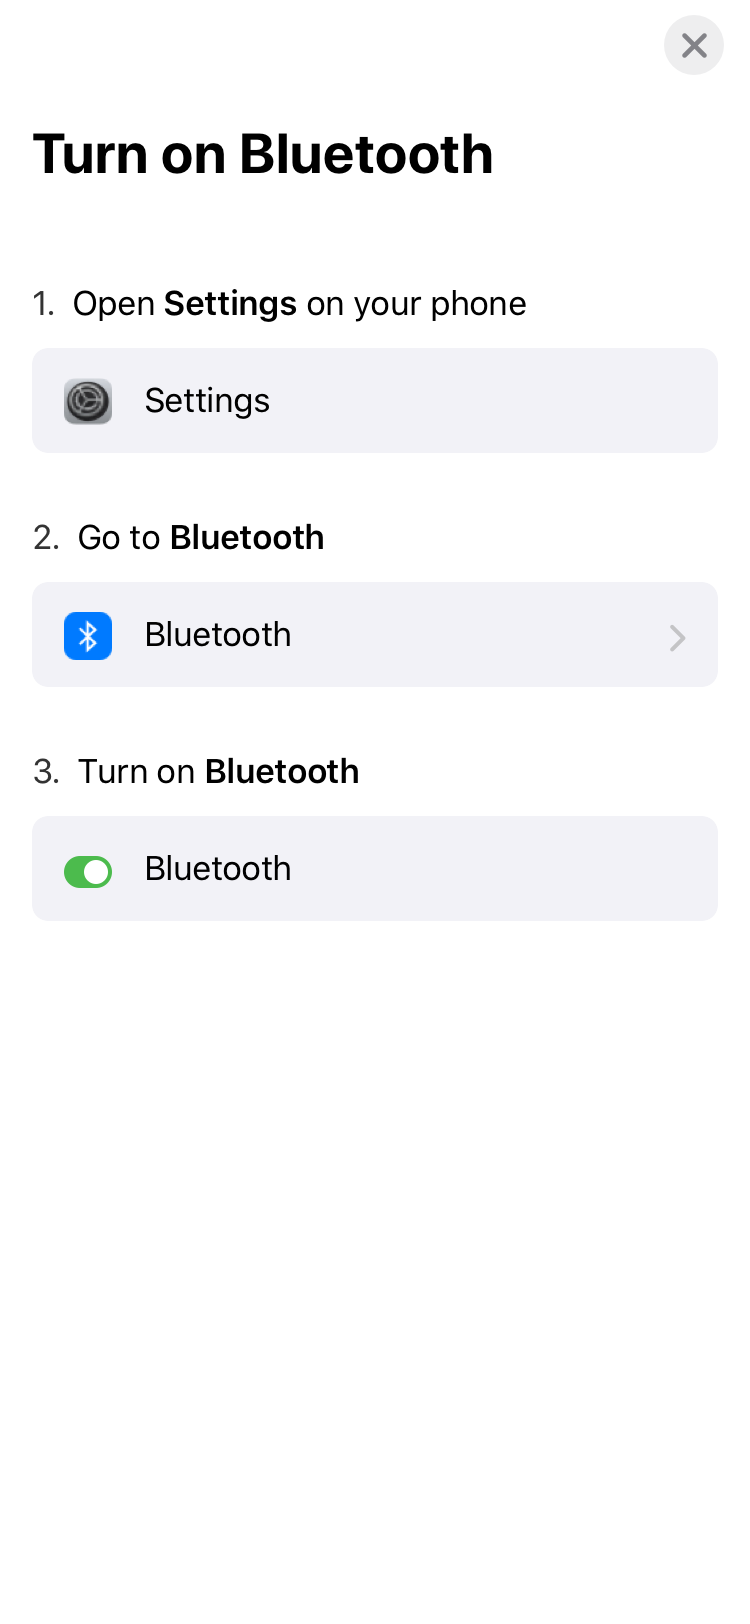 Turn on Bluetooth
1. Open Settings on your phone
Settings
2. Go to Bluetooth
Bluetooth
3. Turn on Bluetooth
Bluetooth